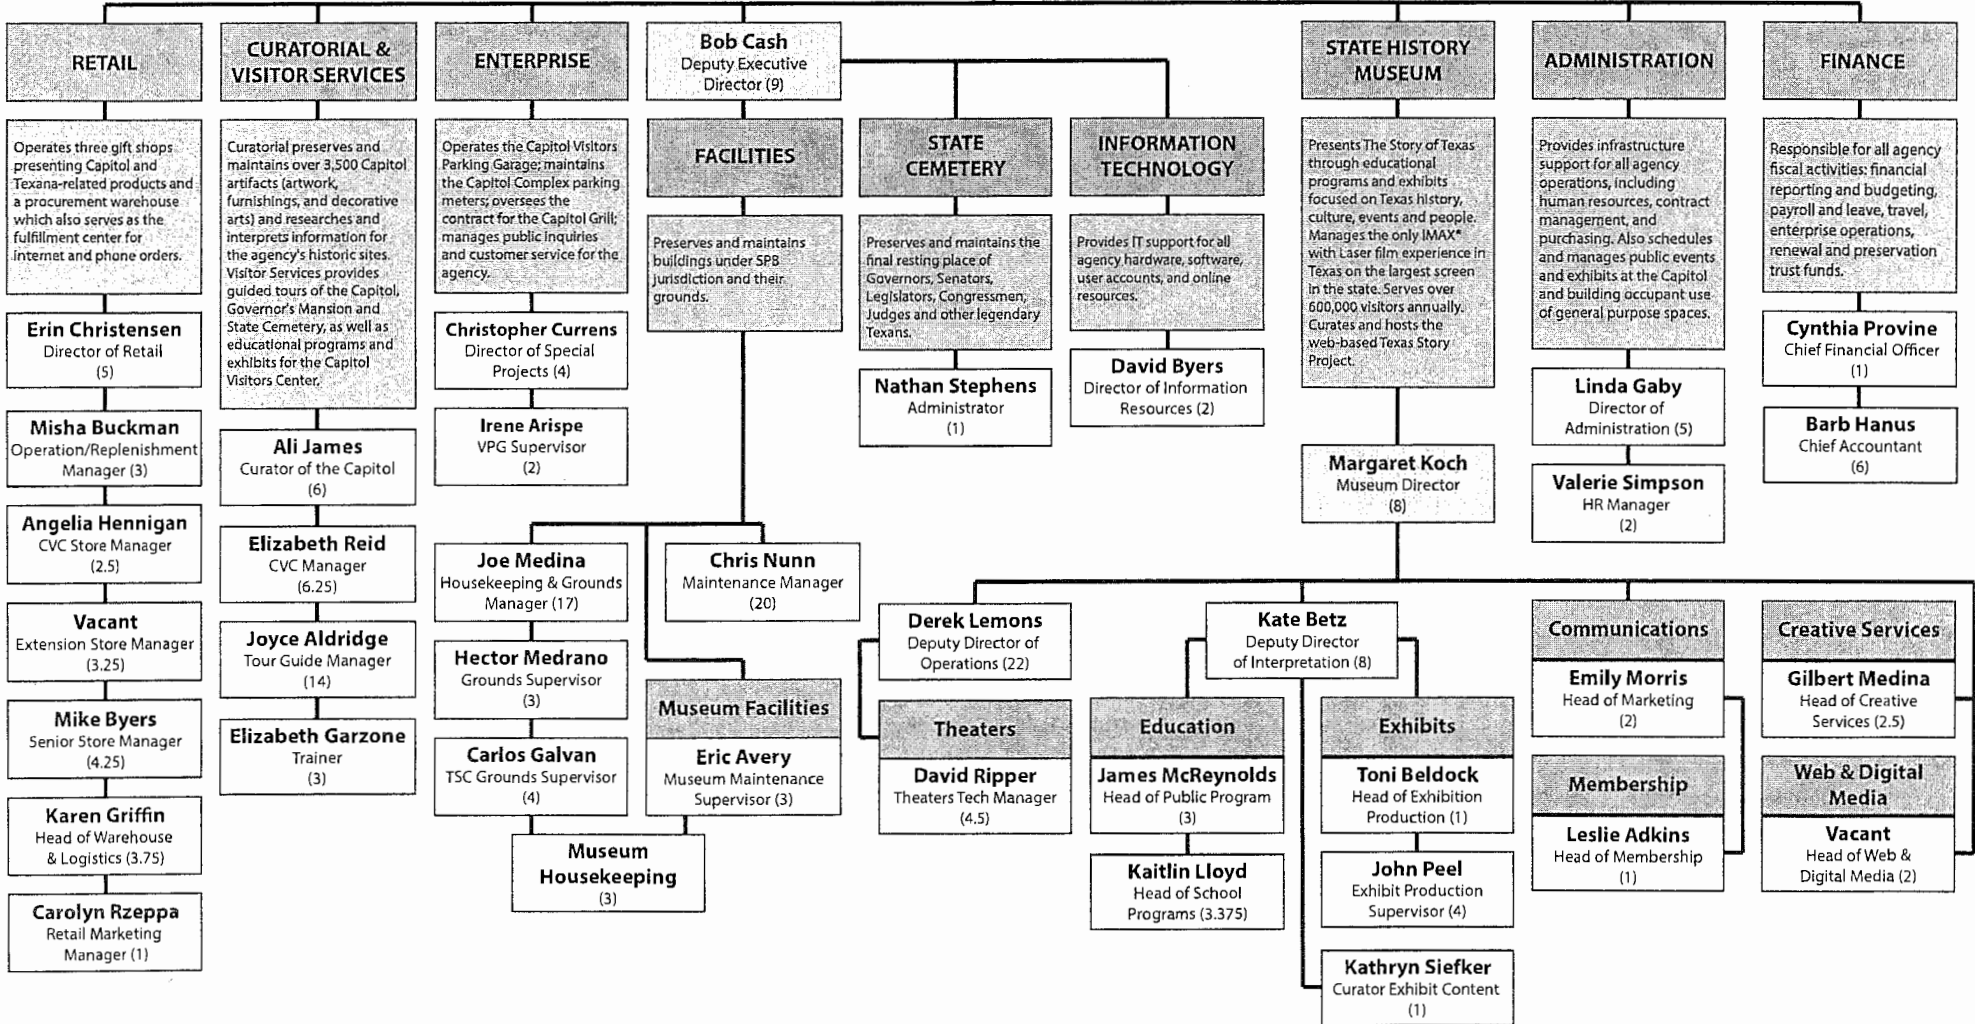 RETAIL
Operates three gift shops
presenting Capitol and
Texana-related products and
a procurement warehouse
which also serves as the
fulfillment center for
internet and phone orders.
Erin Christensen
Director of Retail
(5)
Misha Buckman
Operation/Replenishment
Manager (3)
Angelia Hennigan
CVC Store Manager
(2.5)
Vacant
Extension Store Manager
(3.25)
Mike Byers
Senior Store Manager
(4.25)
Karen Griffin
Head of Warehouse
& Logistics (3.75)
Carolyn Rzeppa
Retail Marketing
Manager (1)
CURATORIAL &
VISITOR SERVICES
Curatorial preserves and
maintains over 3,500 Capitol
artifacts (artwork,
furnishings, and decorative
arts) and researches and
interprets information for
the agency's historic sites.
Visitor Services provides
guided tours of the Capitol,
Governor's Mansion and
State Cemetery, as well as
educational programs and
exhibits for the Capitol
Visitors Center.
Ali James
Curator of the Capitol
(6)
Elizabeth Reid
CVC Manager
(6.25)
Joyce Aldridge
Tour Guide Manager
(14)
Elizabeth Garzone
Trainer
(3)
ENTERPRISE
Operates the Capitol Visitors
Parking Garage; maintains
the Capitol Complex parking
meters; oversees the
contract for the Capitol Grill;
manages public inquiries
and customer service for the
agency.
Christopher Currens
Director of Special
Projects (4)
Irene Arispe
VPG Supervisor
(2)
Bob Cash
Deputy Executive
Director (9)
FACILITIES
Preserves and maintains
buildings under SPB
jurisdiction and their
grounds.
Joe Medina
Housekeeping & Grounds
Manager (17)
Hector Medrano
Grounds Supervisor
(3)
Carlos Galvan
TSC Grounds Supervisor
(4)
Chris Nunn
Maintenance Manager
(20)
Museum Facilities
Eric Avery
Museum Maintenance
Supervisor (3)
Museum
Housekeeping
(3)
STATE
CEMETERY
Preserves and maintains the
final resting place of
Governors, Senators,
Legislators, Congressmen,
Judges and other legendary
Texans.
Nathan Stephens
Administrator
(1)
INFORMATION
TECHNOLOGY
Provides IT support for all
agency hardware, software,
user accounts, and online
resources.
David Byers
Director of Information
Resources (2)
STATE HISTORY
MUSEUM
Presents The Story of Texas
through educational
programs and exhibits
focused on Texas history,
culture, events and people.
Manages the only IMAX®
with Laser film experience in
Texas on the largest screen
in the state. Serves over
600,000 visitors annually.
Curates and hosts the
web-based Texas Story
Project.
Margaret Koch
Museum Director
(8)
Derek Lemons
Deputy Director of
Operations (22)
Theaters
David Ripper
Theaters Tech Manager
(4.5)
Kate Betz
Deputy Director
of Interpretation (8)
Education
James McReynolds
Head of Public Program
(3)
Kaitlin Lloyd
Head of School
Programs (3.375)
Exhibits
Toni Beldock
Head of Exhibition
Production (1)
John Peel
Exhibit Production
Supervisor (4)
Kathryn Siefker
Curator Exhibit Content
(1)
Communications
Emily Morris
Head of Marketing
(2)
Membership
Leslie Adkins
Head of Membership
(1)
Creative Services
Gilbert Medina
Head of Creative
Services (2.5)
Web & Digital
Media
Vacant
Head of Web &
Digital Media (2)
ADMINISTRATION
Provides infrastructure
support for all agency
operations, including
human resources, contract
management, and
purchasing. Also schedules
and manages public events
and exhibits at the Capitol
and building occupant use
of general purpose spaces.
Linda Gaby
Director of
Administration (5)
Valerie Simpson
HR Manager
(2)
FINANCE
Responsible for all agency
fiscal activities: financial
reporting and budgeting,
payroll and leave, travel,
enterprise operations,
renewal and preservation
trust funds.
Cynthia Provine
Chief Financial Officer
(1)
Barb Hanus
Chief Accountant
(6)